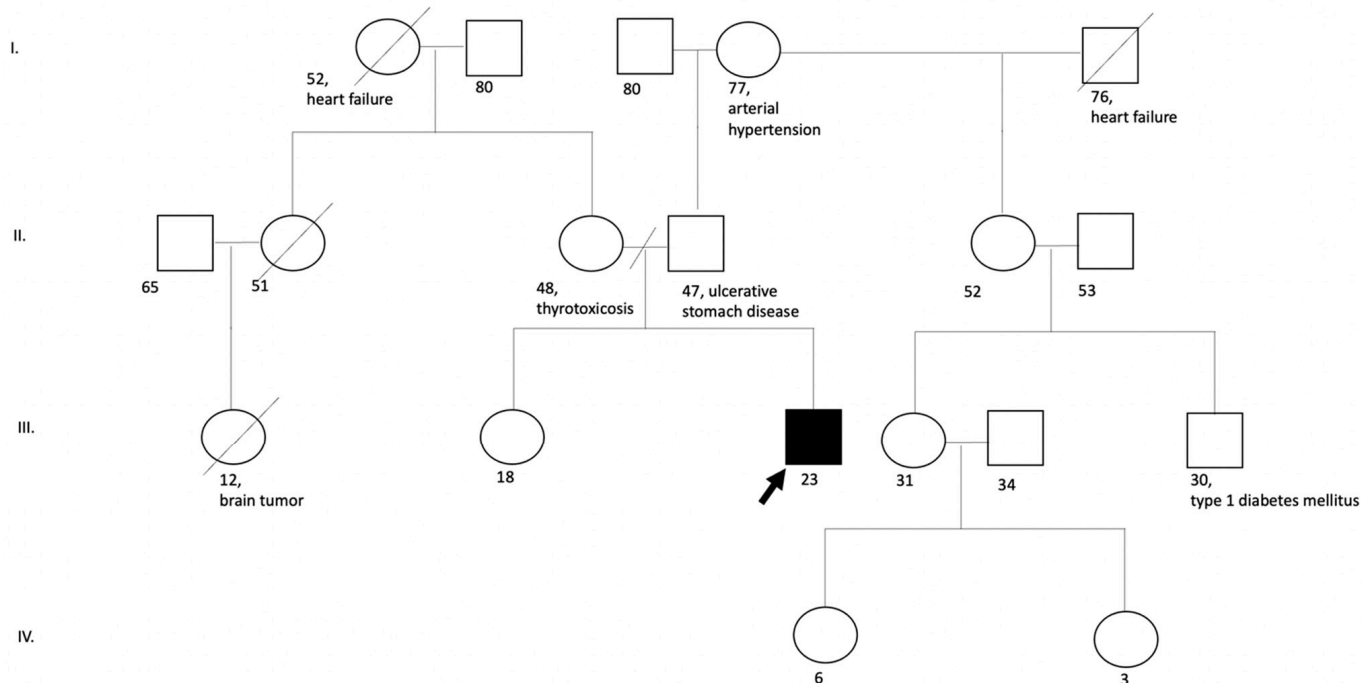 I.
52,
heart failure
80
80
77,
arterial
hypertension
76,
heart failure
II.
65
51
48,
thyrotoxicosis
47, ulcerative
stomach disease
52
53
III.
12,
brain tumor
18
23
31
34
30,
type 1 diabetes mellitus
IV.
6
3